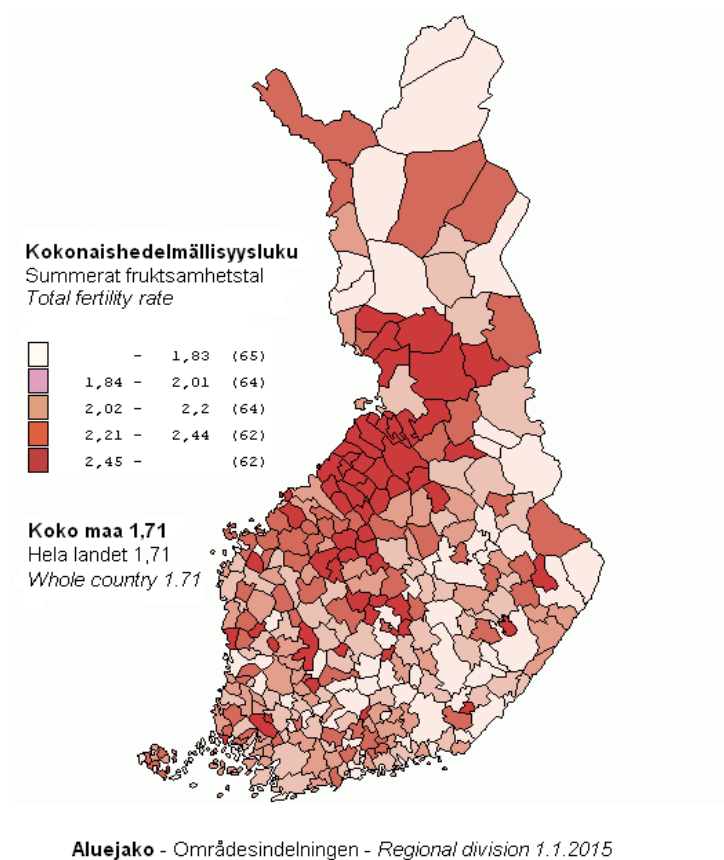 Kokonaishedelmällisyysluku
Summerat fruktsamhetstal
Total fertility rate
- 1,83 (65)
1,84 - 2,01 (64)
2,02 - 2,2 (64)
2,21 - 2,44 (62)
2,45 - (62)
Koko maa 1,71
Hela landet 1,71
Whole country 1.71
Aluejako - Områdesindelningen - Regional division 1.1.2015